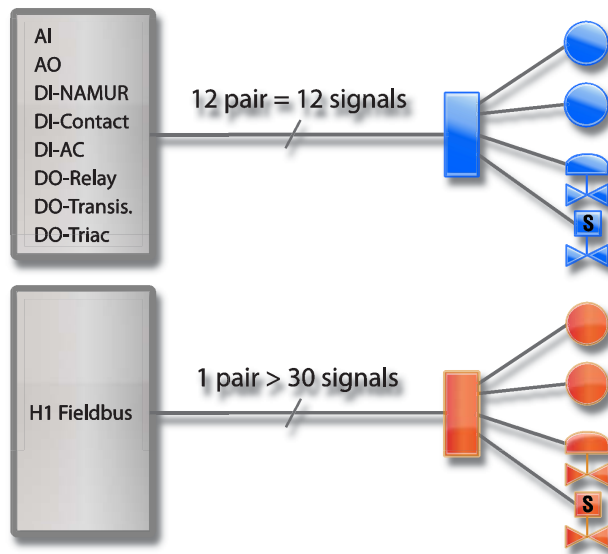 AI
AO
DI-NAMUR
DI-Contact
DI-AC
DO-Relay
DO-Transis.
DO-Triac
12 pair = 12 signals
S
H1 Fieldbus
1 pair > 30 signals
S